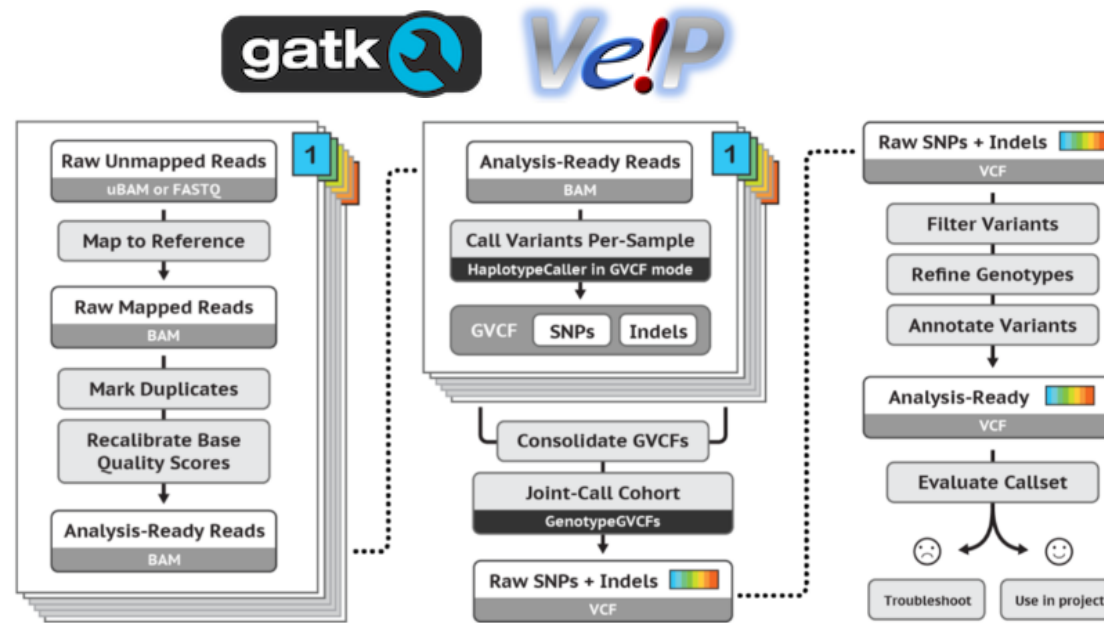 gatk
Ve!P
1
Raw Unmapped Reads
uBAM or FASTQ
Map to Reference
Raw Mapped Reads
BAM
Mark Duplicates
Recalibrate Base
Quality Scores
Analysis-Ready Reads
BAM
1
Analysis-Ready Reads
BAM
Call Variants Per-Sample
HaplotypeCaller in GVCF mode
GVCF SNPs Indels
Consolidate GVCFs
Joint-Call Cohort
GenotypeGVCFs
Raw SNPs + Indels
VCF
Raw SNPs + Indels
VCF
Filter Variants
Refine Genotypes
Annotate Variants
Analysis-Ready
VCF
Evaluate Callset
Troubleshoot
Use in project